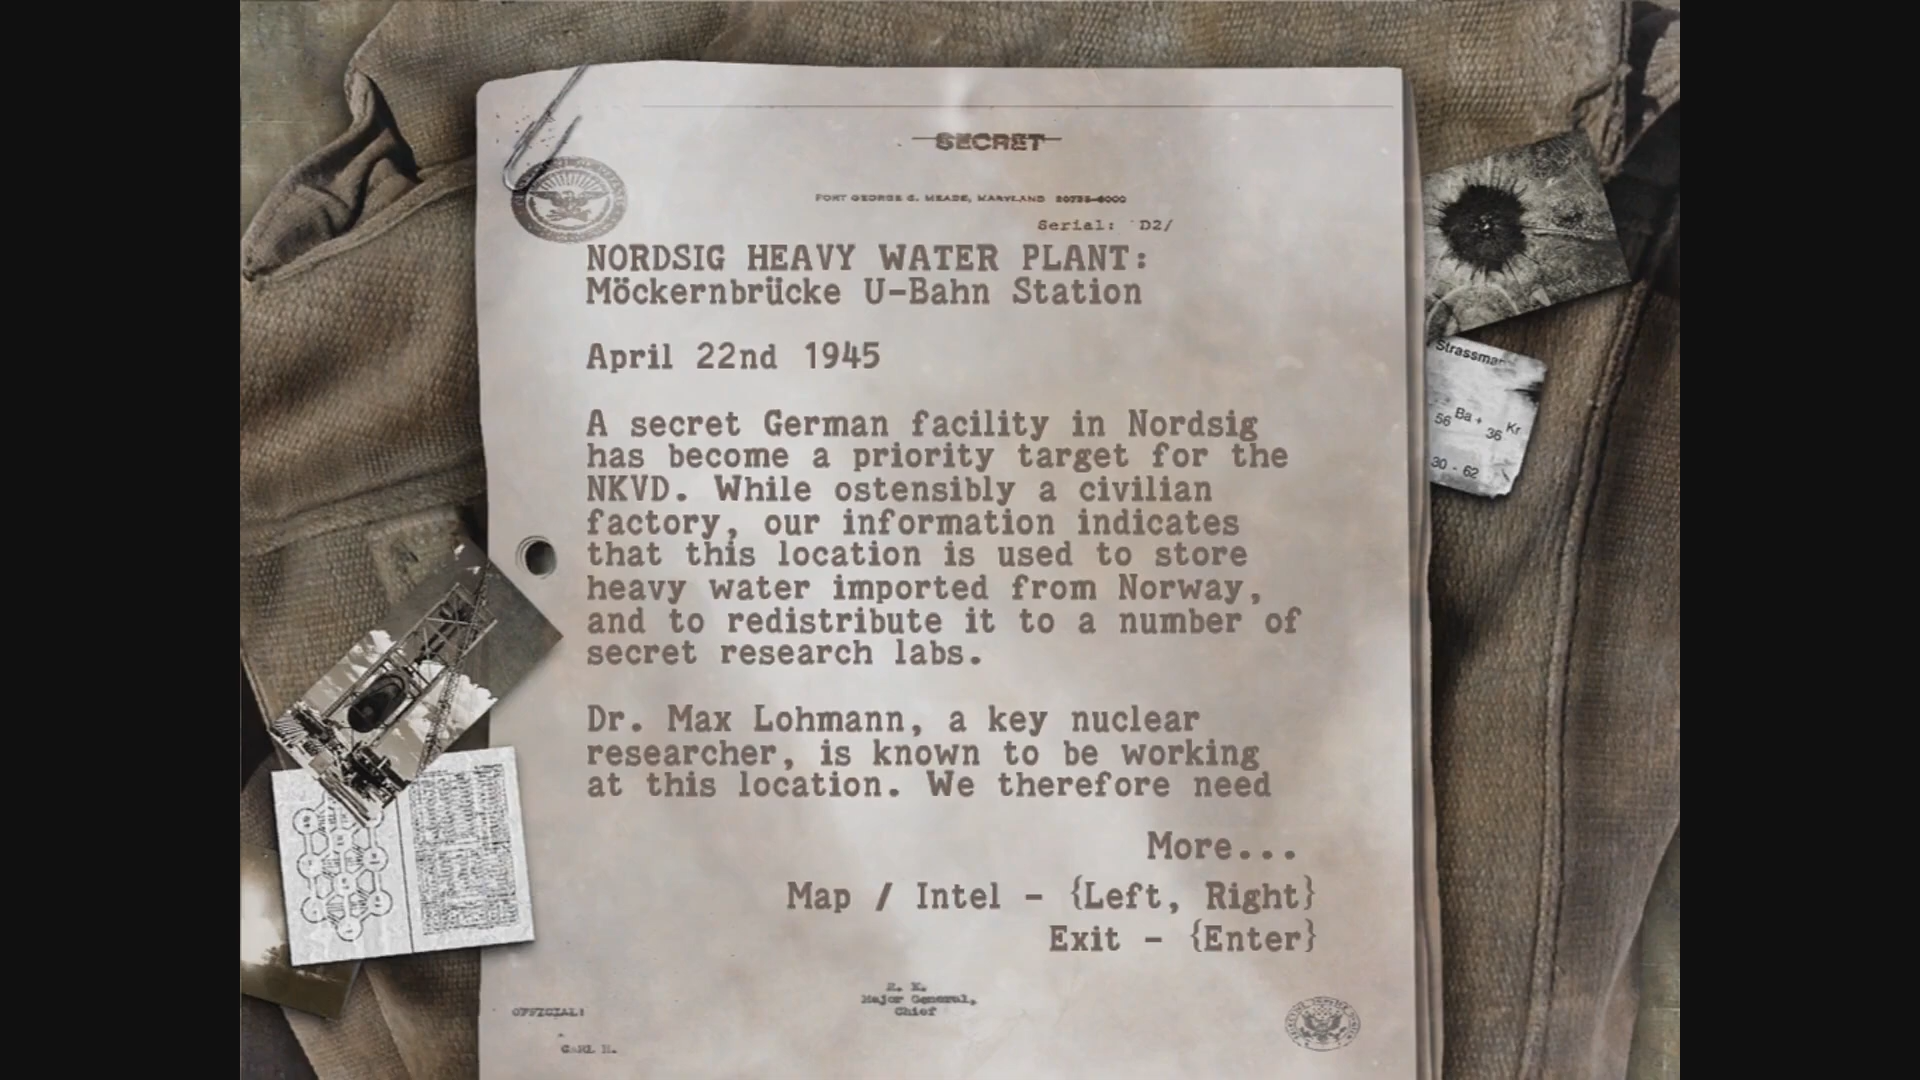 SECRET
FORT GEORGE G. MEADE, MARYLAND 20755-6000
Serial: D2/
NORDSIG HEAVY WATER PLANT:
Möckernbrücke U-Bahn Station
April 22nd 1945
A secret German facility in Nordsig
has become a priority target for the
NKVD. While ostensibly a civilian
factory, our information indicates
that this location is used to store
heavy water imported from Norway,
and to redistribute it to a number of
secret research labs.
Dr. Max Lohmann, a key nuclear
researcher, is known to be working
at this location. We therefore need
More...
Map / Intel - {Left, Right}
Exit - {Enter}
R. K.
Major General,
Chief
OFFICIAL:
CARL H.
56 Ba + 36 Kr
30 - 62